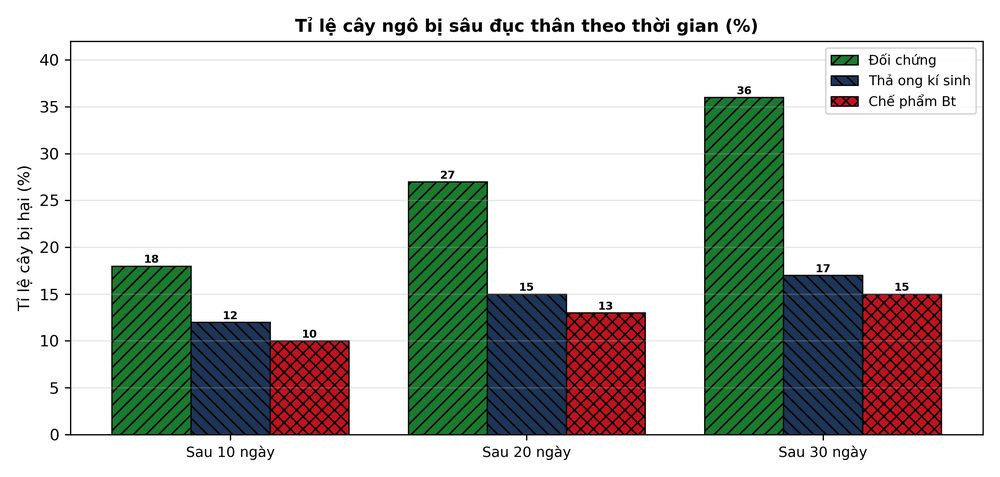 Tỉ lệ cây ngô bị sâu đục thân theo thời gian (%)
Tỉ lệ cây bị hại (%)
40
35
30
25
20
15
10
5
0
Đối chứng
Thả ong kí sinh
Chế phẩm Bt
18
12
10
27
15
13
36
17
15
Sau 10 ngày
Sau 20 ngày
Sau 30 ngày